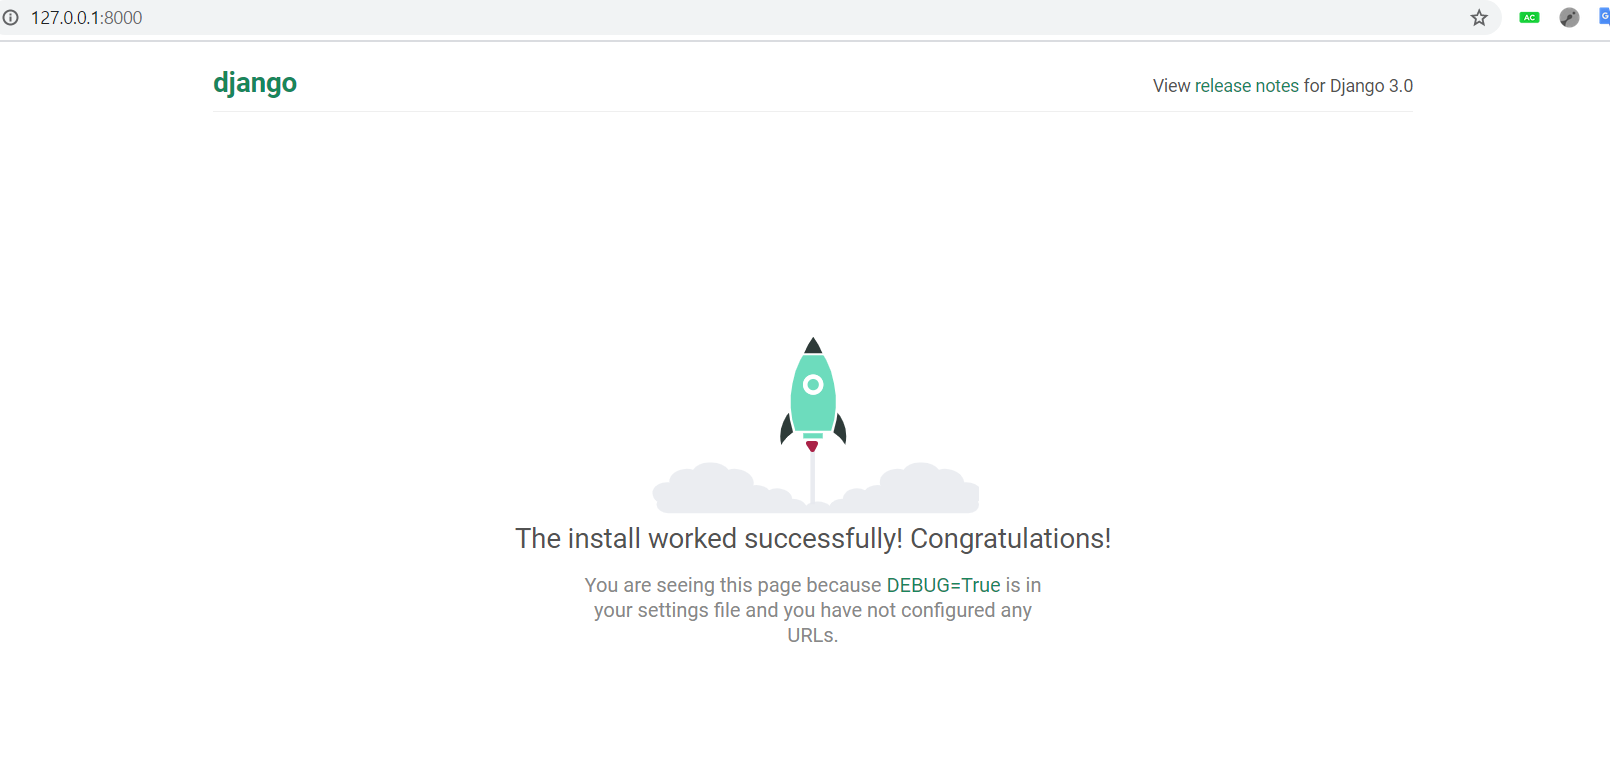 127.0.0.1:8000
AC
G
django
View release notes for Django 3.0
The install worked successfully! Congratulations!
You are seeing this page because DEBUG=True is in
your settings file and you have not configured any
URLs.